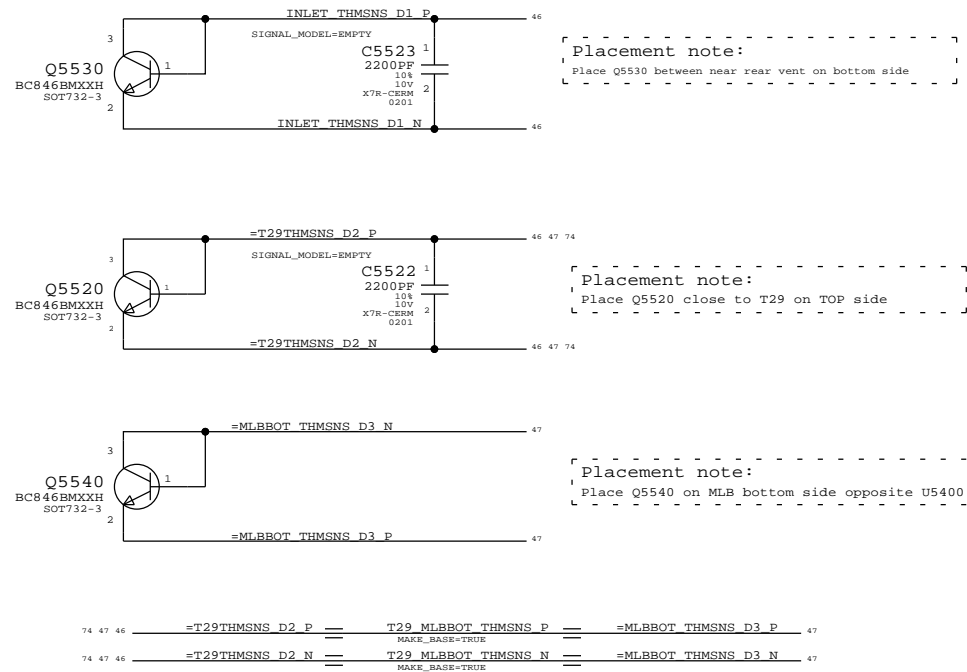 INLET_THMSNS_D1_P 46
SIGNAL_MODEL=EMPTY
3
Q5530
BC846BMXXH
SOT732-3
1
2
C5523 1
2200PF
10%
10V
X7R-CERM
0201
2
INLET_THMSNS_D1_N 46
Placement note:
Place Q5530 between near rear vent on bottom side
=T29THMSNS_D2_P 46 47 74
SIGNAL_MODEL=EMPTY
3
Q5520
BC846BMXXH
SOT732-3
1
2
C5522 1
2200PF
10%
10V
X7R-CERM
0201
2
=T29THMSNS_D2_N 46 47 74
Placement note:
Place Q5520 close to T29 on TOP side
=MLBBOT_THMSNS_D3_N 47
3
Q5540
BC846BMXXH
SOT732-3
1
2
=MLBBOT_THMSNS_D3_P 47
Placement note:
Place Q5540 on MLB bottom side opposite U5400
74 47 46 =T29THMSNS_D2_P T29_MLBBOT_THMSNS_P =MLBBOT_THMSNS_D3_P 47
MAKE_BASE=TRUE
74 47 46 =T29THMSNS_D2_N T29_MLBBOT_THMSNS_N =MLBBOT_THMSNS_D3_N 47
MAKE_BASE=TRUE